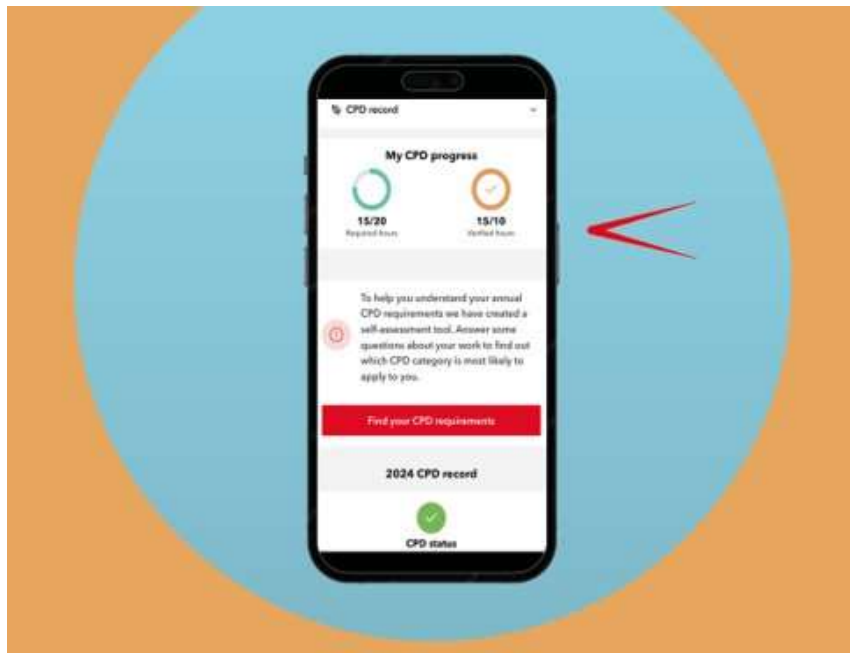 CPD record
My CPD progress
15/20
Required hours
15/10
Verified hours
To help you understand your annual
CPD requirements we have created a
self-assessment tool. Answer some
questions about your work to find out
which CPD category is most likely to
apply to you.
Find your CPD requirements
2024 CPD record
CPD status